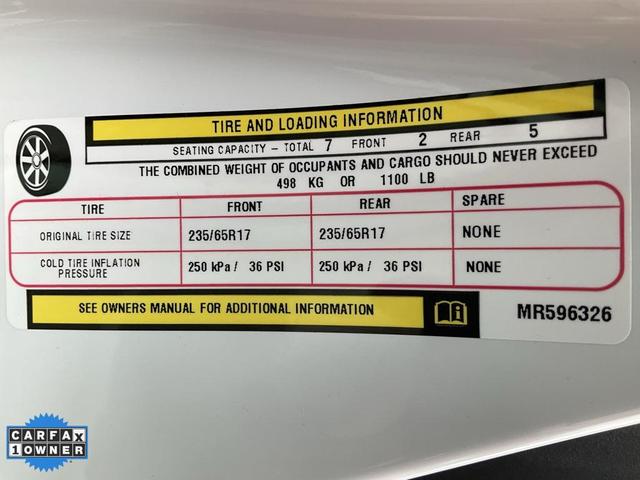 TIRE AND LOADING INFORMATION
SEATING CAPACITY - TOTAL 7 FRONT 2 REAR 5
THE COMBINED WEIGHT OF OCCUPANTS AND CARGO SHOULD NEVER EXCEED
498 KG OR 1100 LB
TIRE FRONT REAR SPARE
ORIGINAL TIRE SIZE 235/65R17 235/65R17 NONE
COLD TIRE INFLATION PRESSURE 250 kPa / 36 PSI 250 kPa / 36 PSI NONE
SEE OWNERS MANUAL FOR ADDITIONAL INFORMATION i MR596326
CARFAX
1 OWNER